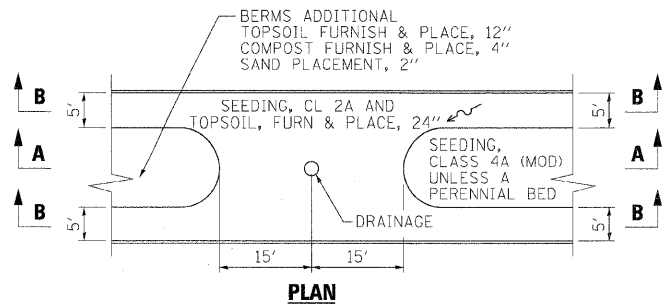 BERMS ADDITIONAL
TOPSOIL FURNISH & PLACE, 12"
COMPOST FURNISH & PLACE, 4"
SAND PLACEMENT, 2"
B
B
5'
5'
SEEDING, CL 2A AND
TOPSOIL, FURN & PLACE, 24"
A
A
SEEDING,
CLASS 4A (MOD)
UNLESS A
PERENNIAL BED
B
B
5'
5'
DRAINAGE
15'
15'
PLAN